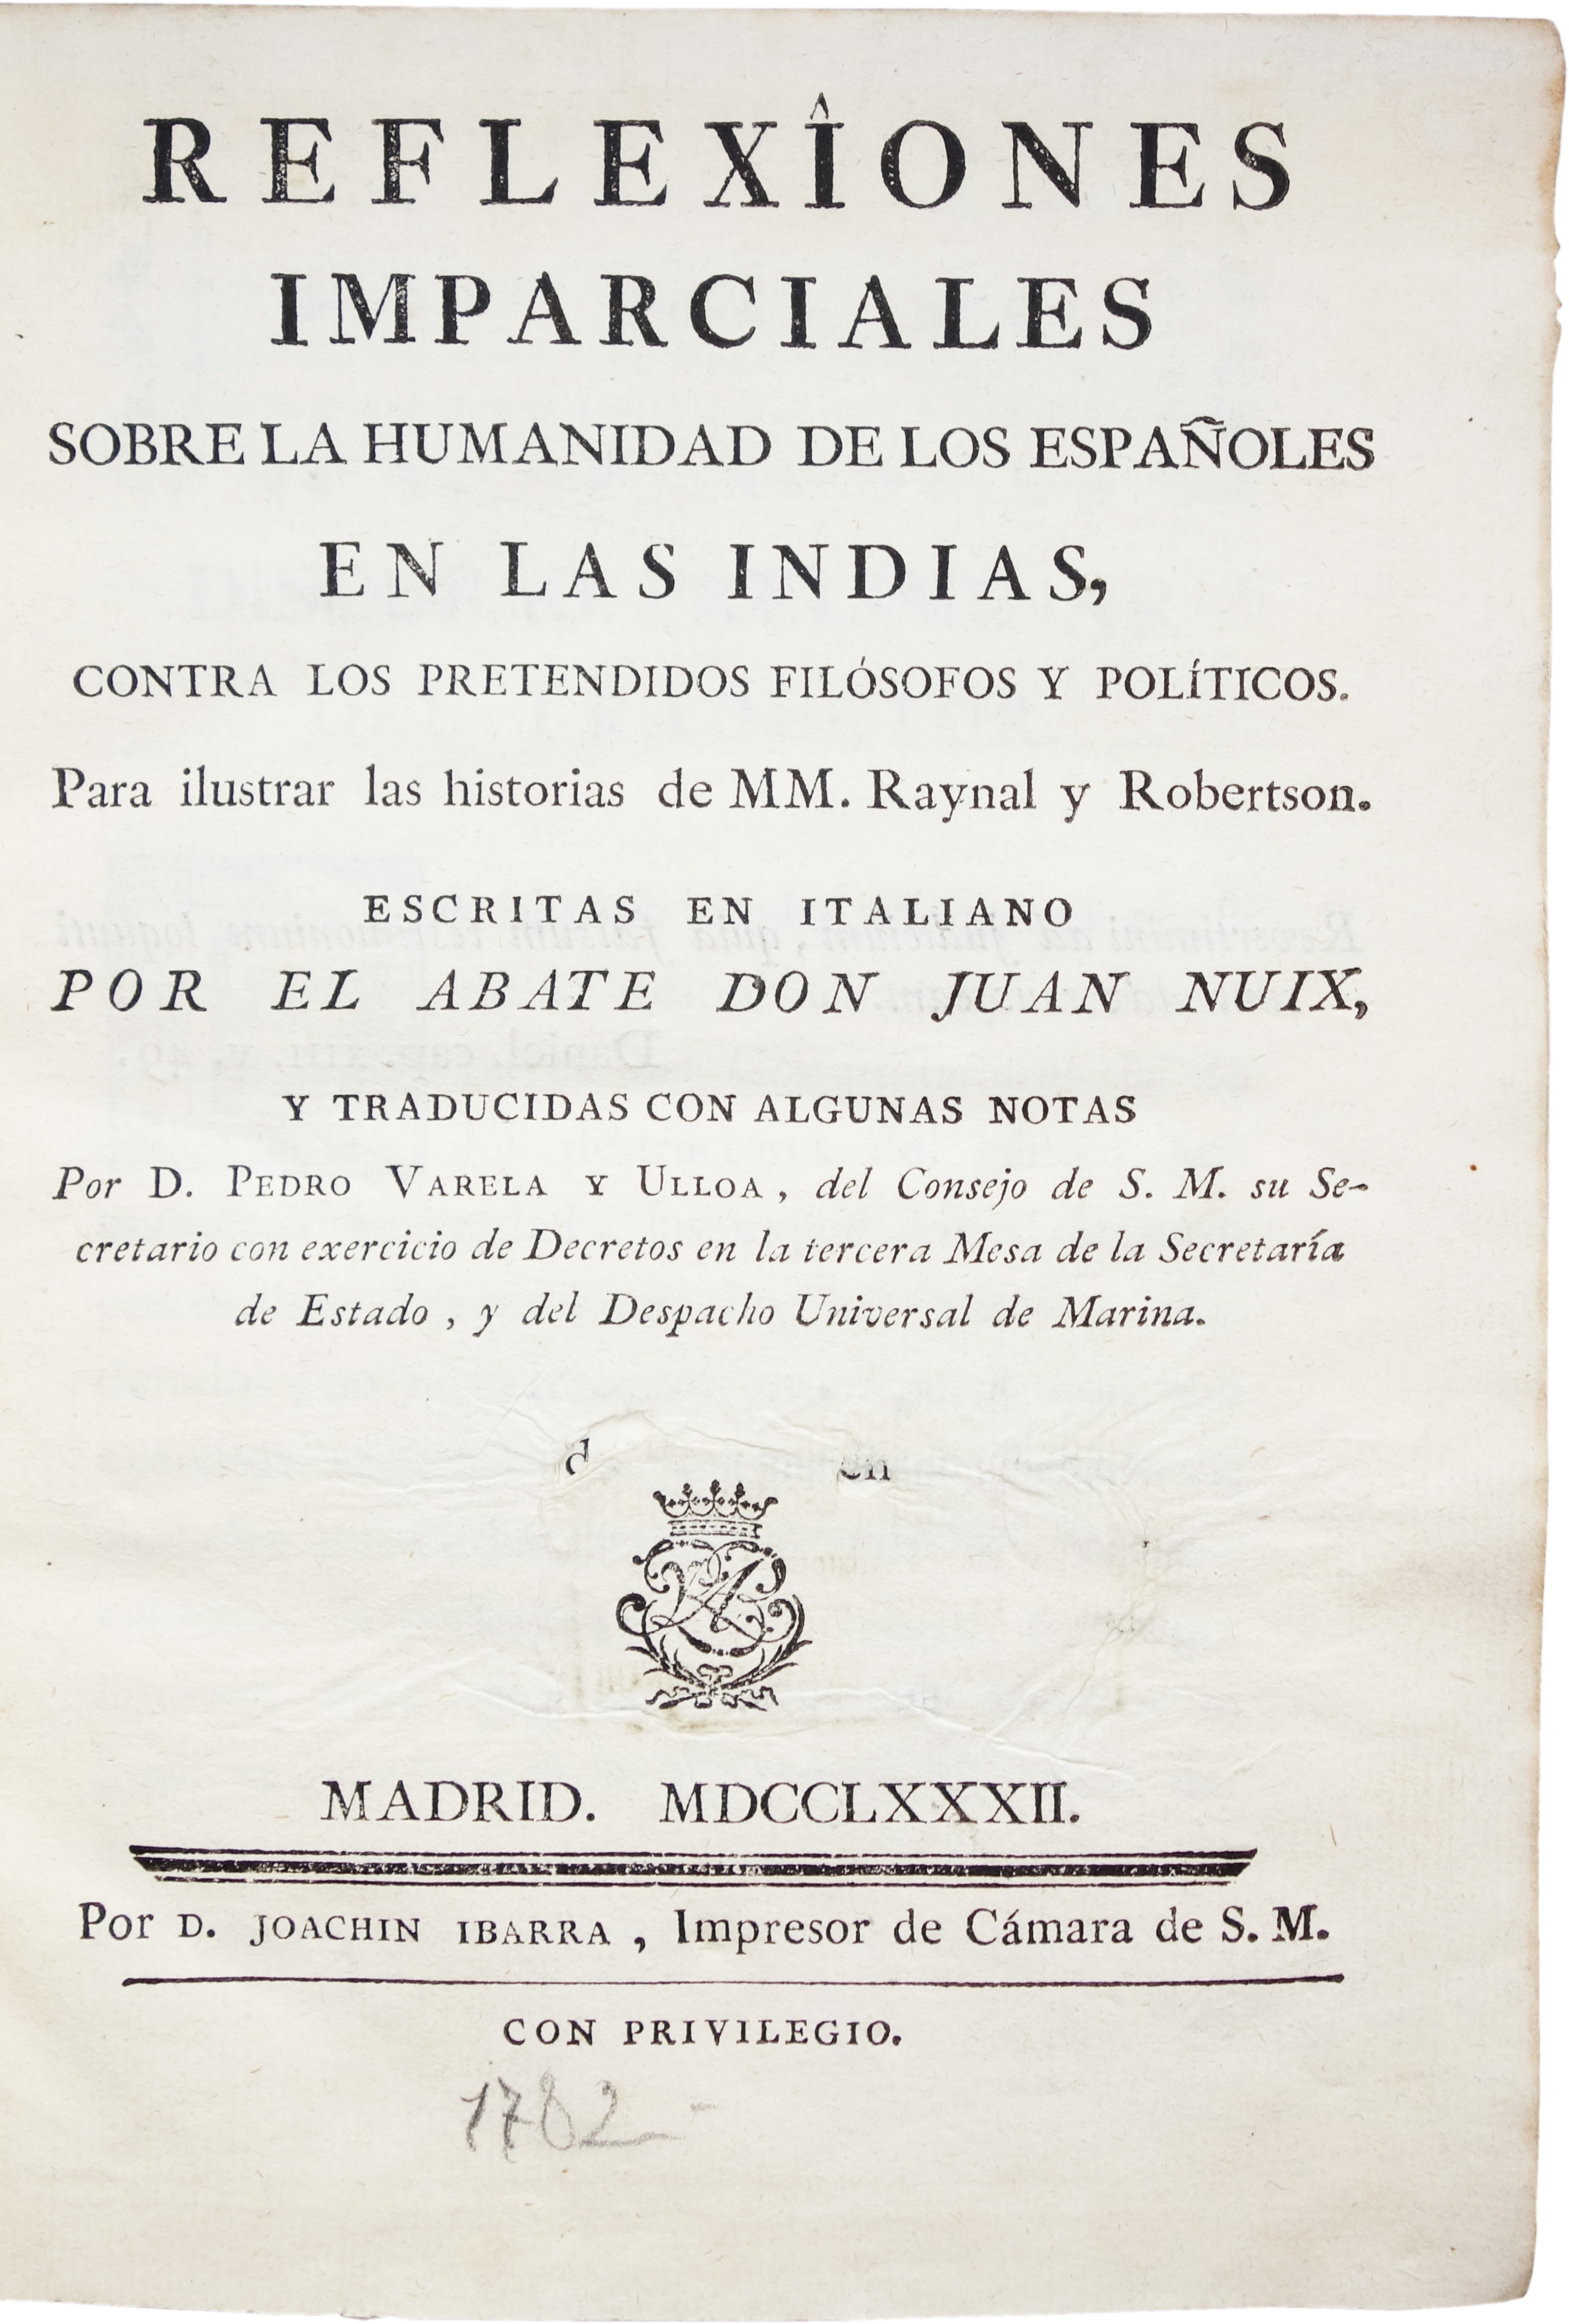 REFLEXÎONES
IMPARCIALES
SOBRE LA HUMANIDAD DE LOS ESPAÑOLES
EN LAS INDIAS,
CONTRA LOS PRETENDIDOS FILÓSOFOS Y POLÍTICOS.
Para ilustrar las historias de MM. Raynal y Robertson.
ESCRITAS EN ITALIANO
POR EL ABATE DON JUAN NUIX,
Y TRADUCIDAS CON ALGUNAS NOTAS
Por D. PEDRO VARELA Y ULLOA, del Consejo de S. M. su Se-
cretario con exercicio de Decretos en la tercera Mesa de la Secretaría
de Estado, y del Despacho Universal de Marina.
MADRID. MDCCLXXXII.
Por D. JOACHIN IBARRA, Impresor de Cámara de S. M.
CON PRIVILEGIO.
1782